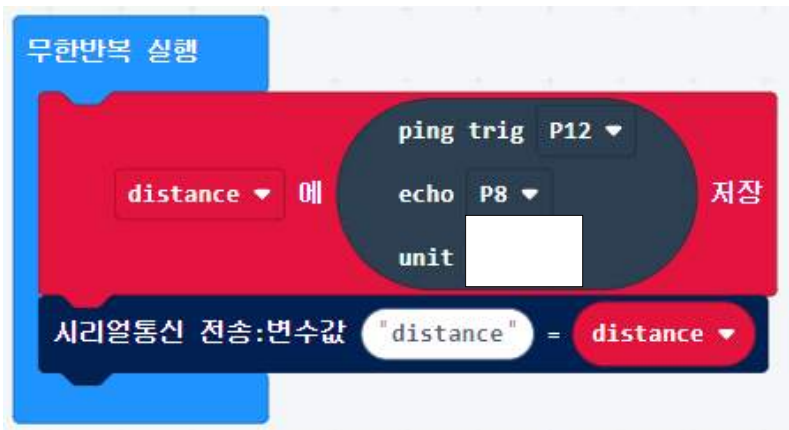 무한반복 실행
ping trig P12
distance 에 echo P8 저장
unit
시리얼통신 전송:변수값 "distance" = distance